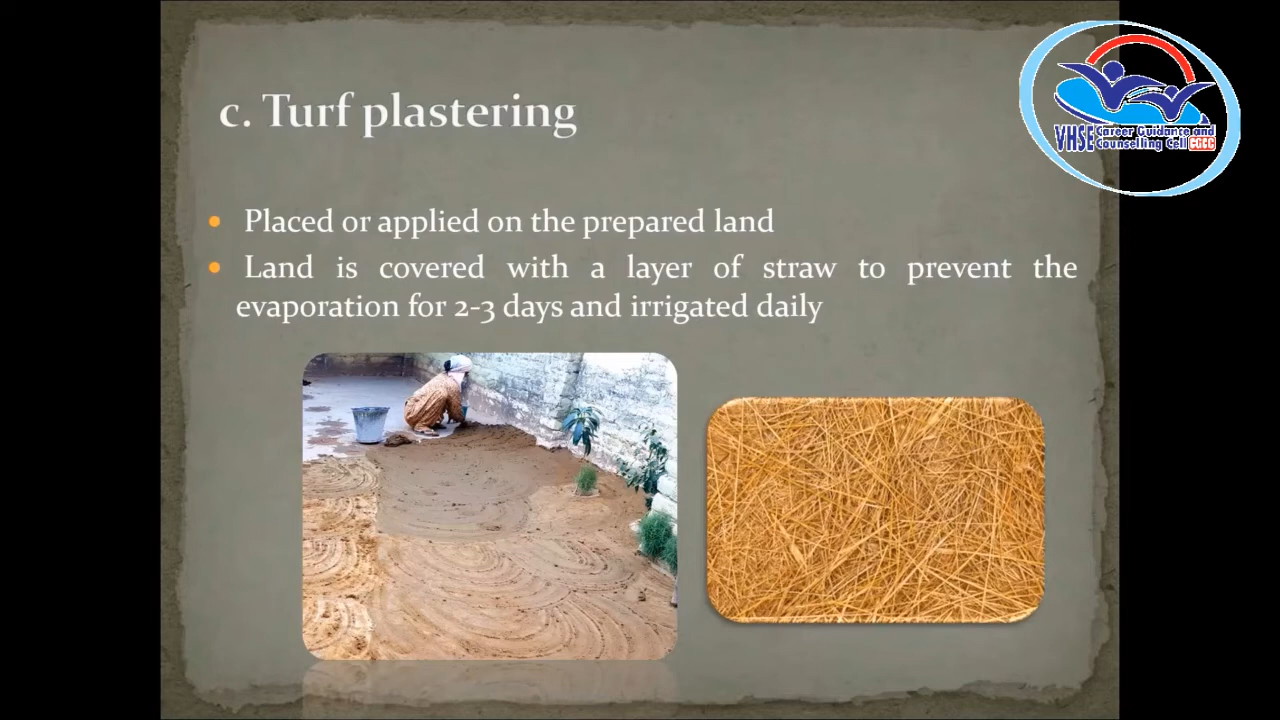 c. Turf plastering
VHSE Career Guidance and
Counselling Cell CGCC
• Placed or applied on the prepared land
• Land is covered with a layer of straw to prevent the
evaporation for 2-3 days and irrigated daily